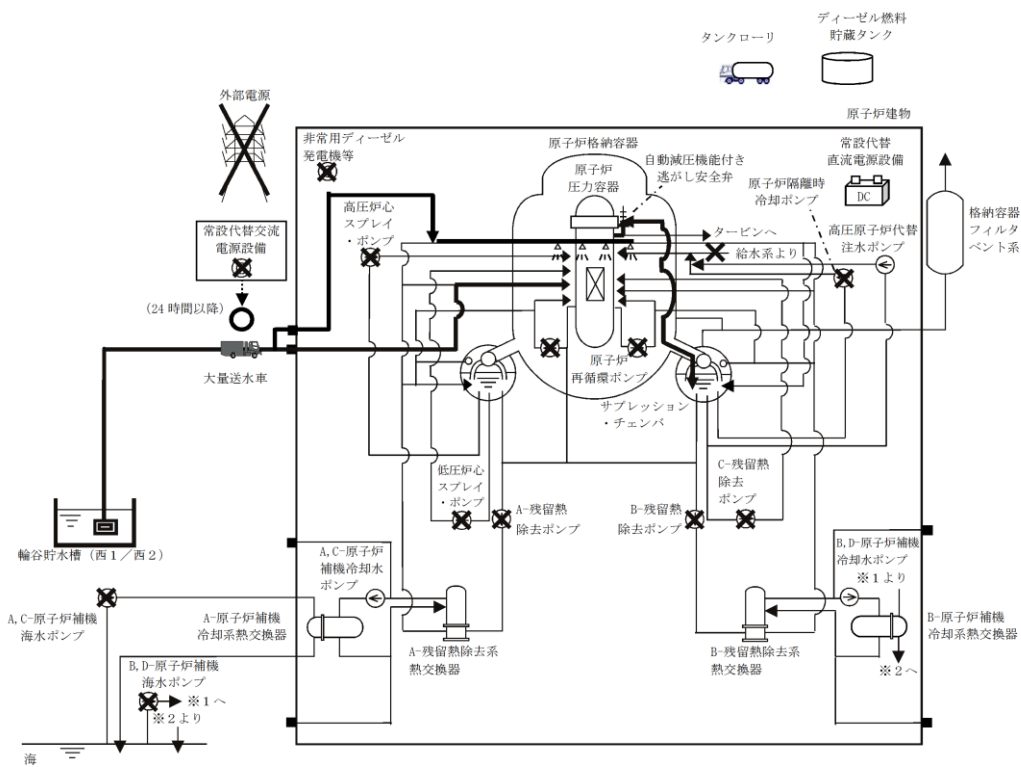 ディーゼル燃料
貯蔵タンク
タンクローリ
外部電源
原子炉建物
非常用ディーゼル
発電機等
原子炉格納容器
原子炉
圧力容器
自動減圧機能付き
逃がし安全弁
常設代替
直流電源設備
DC
原子炉隔離時
冷却ポンプ
高圧炉心
スプレイ
・ポンプ
常設代替交流
電源設備
タービンへ
給水系より
高圧原子炉代替
注水ポンプ
格納容器
フィルタ
ベント系
(24時間以降)
大量送水車
原子炉
再循環ポンプ
サプレッション
・チェンバ
低圧炉心
スプレイ
・ポンプ
A-残留熱
除去ポンプ
B-残留熱
除去ポンプ
C-残留熱
除去
ポンプ
輪谷貯水槽(西1/西2)
A,C-原子炉
補機冷却水
ポンプ
B,D-原子炉補機
冷却水ポンプ
※1より
A,C-原子炉補機
海水ポンプ
A-原子炉補機
冷却系熱交換器
B-原子炉補機
冷却系熱交換器
A-残留熱除去系
熱交換器
B-残留熱除去系
熱交換器
※2へ
B,D-原子炉補機
海水ポンプ
※1へ
※2より
海